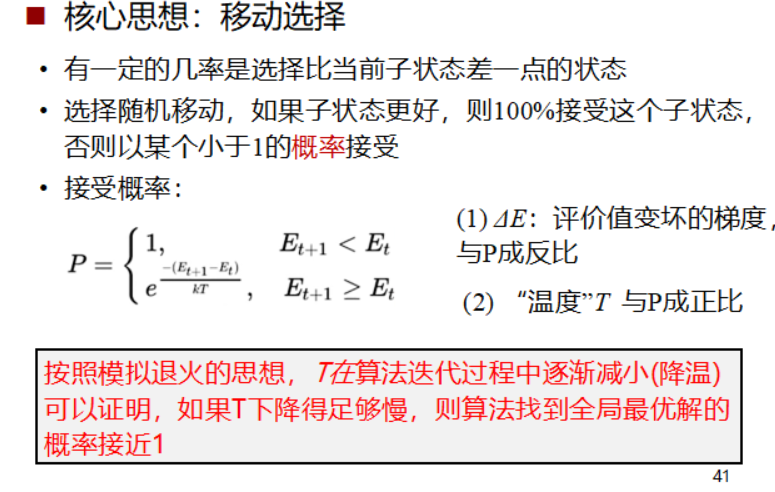 ■ 核心思想：移动选择
• 有一定的几率是选择比当前子状态差一点的状态
• 选择随机移动，如果子状态更好，则100%接受这个子状态，
否则以某个小于1的概率接受
• 接受概率：
(1) ΔE：评价值变坏的梯度，
与P成反比
P = { 1, E_{t+1} < E_t
e^{\frac{-(E_{t+1}-E_t)}{kT}}, E_{t+1} ≥ E_t
(2) “温度”T 与P成正比
按照模拟退火的思想，T在算法迭代过程中逐渐减小(降温)
可以证明，如果T下降得足够慢，则算法找到全局最优解的
概率接近1
41